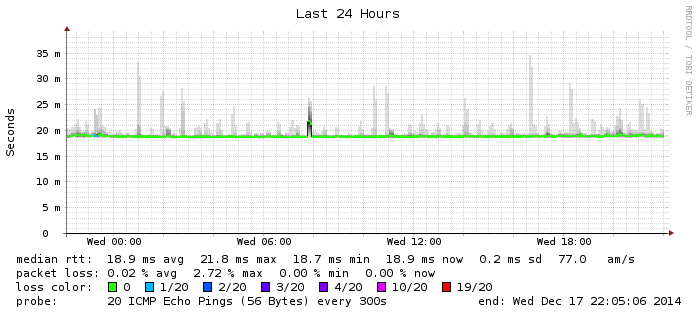 Last 24 Hours
RRDTOOL / TOBI OETIKER
Seconds
35 m
30 m
25 m
20 m
15 m
10 m
5 m
0
Wed 00:00 Wed 06:00 Wed 12:00 Wed 18:00
median rtt: 18.9 ms avg 21.8 ms max 18.7 ms min 18.9 ms now 0.2 ms sd 77.0 am/s
packet loss: 0.02 % avg 2.72 % max 0.00 % min 0.00 % now
loss color: 0 1/20 2/20 3/20 4/20 10/20 19/20
probe: 20 ICMP Echo Pings (56 Bytes) every 300s end: Wed Dec 17 22:05:06 2014